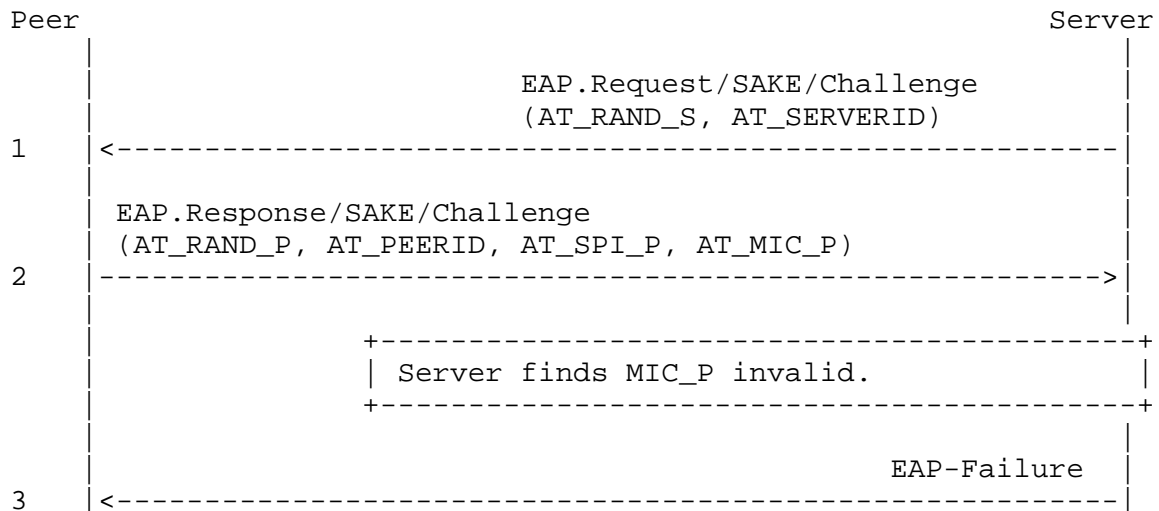 Peer Server
EAP.Request/SAKE/Challenge
(AT_RAND_S, AT_SERVERID)
1
EAP.Response/SAKE/Challenge
(AT_RAND_P, AT_PEERID, AT_SPI_P, AT_MIC_P)
2
Server finds MIC_P invalid.
EAP-Failure
3